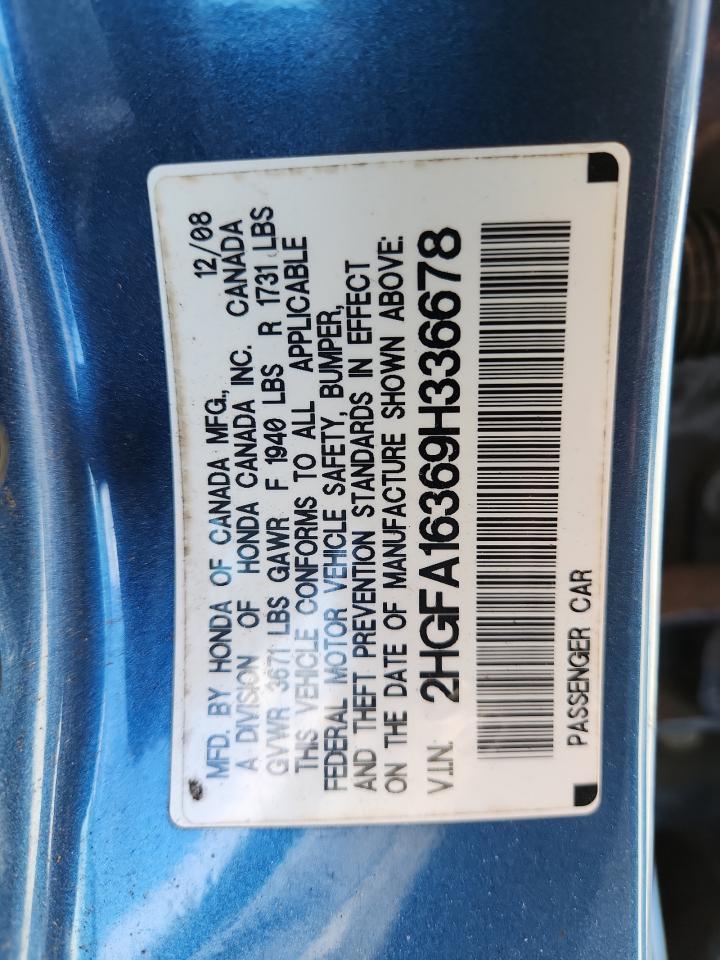 MFD. BY HONDA OF CANADA MFG., 12/08
A DIVISION OF HONDA CANADA INC. CANADA
GVWR 3671 LBS GAWR F 1940 LBS R 1731 LBS
THIS VEHICLE CONFORMS TO ALL APPLICABLE
FEDERAL MOTOR VEHICLE SAFETY, BUMPER,
AND THEFT PREVENTION STANDARDS IN EFFECT
ON THE DATE OF MANUFACTURE SHOWN ABOVE:
V.I.N: 2HGFA16369H336678
PASSENGER CAR